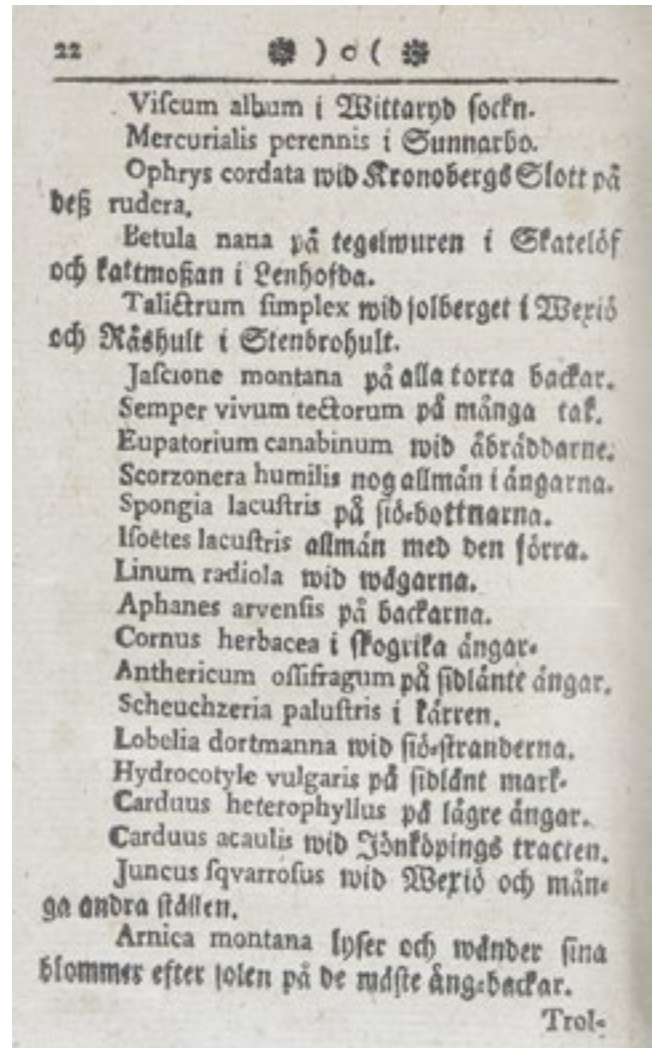 22 ❁ ) o ( ❁
Viſcum album i Wittaryd ſockn.
Mercurialis perennis i Sunnarbo.
Ophrys cordata wid Kronobergs Slott på
deß rudera.
Betula nana på tegelmuren i Skatelöf
och kattmoßan i Lenhofda.
Talictrum ſimplex wid ſolberget i Wexiö
och Råshult i Stenbrohult.
Jaſcione montana på alla torra backar.
Semper vivum tectorum på många tak.
Eupatorium canabinum wid åbräddarne.
Scorzonera humilis nog allmän i ängarna.
Spongia lacuſtris på ſiö-bottnarna.
Iſoëtes lacuſtris allmän med den förra.
Linum radiola wid wägarna.
Aphanes arvenſis på backarna.
Cornus herbacea i ſkogrika ängar.
Anthericum oſſifragum på ſidlänte ängar.
Scheuchzeria paluſtris i kärren.
Lobelia dortmanna wid ſiö-ſtranderna.
Hydrocotyle vulgaris på ſidlänt mark.
Carduus heterophyllus på lägre ängar.
Carduus acaulis wid Jönköpings tracten.
Juncus ſqvarroſus wid Wexiö och mån-
ga andra ſtällen.
Arnica montana lyſer och wänder ſina
blommer efter ſolen på de mäſte äng-backar.
Trol-